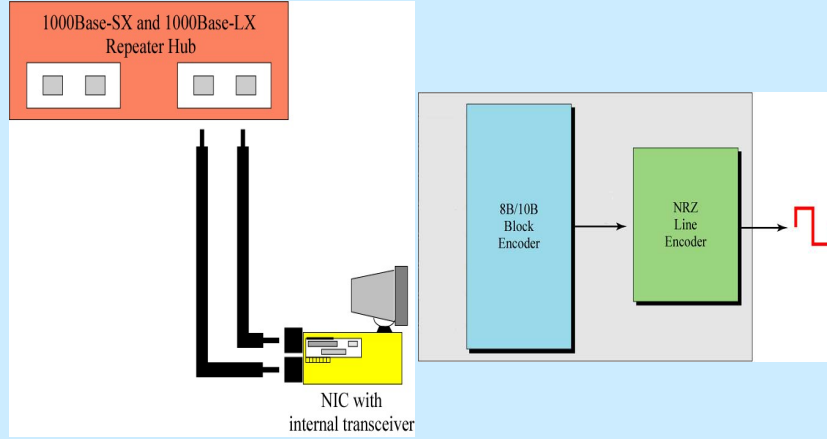 1000Base-SX and 1000Base-LX
Repeater Hub
NIC with
internal transceiver
8B/10B
Block
Encoder
NRZ
Line
Encoder